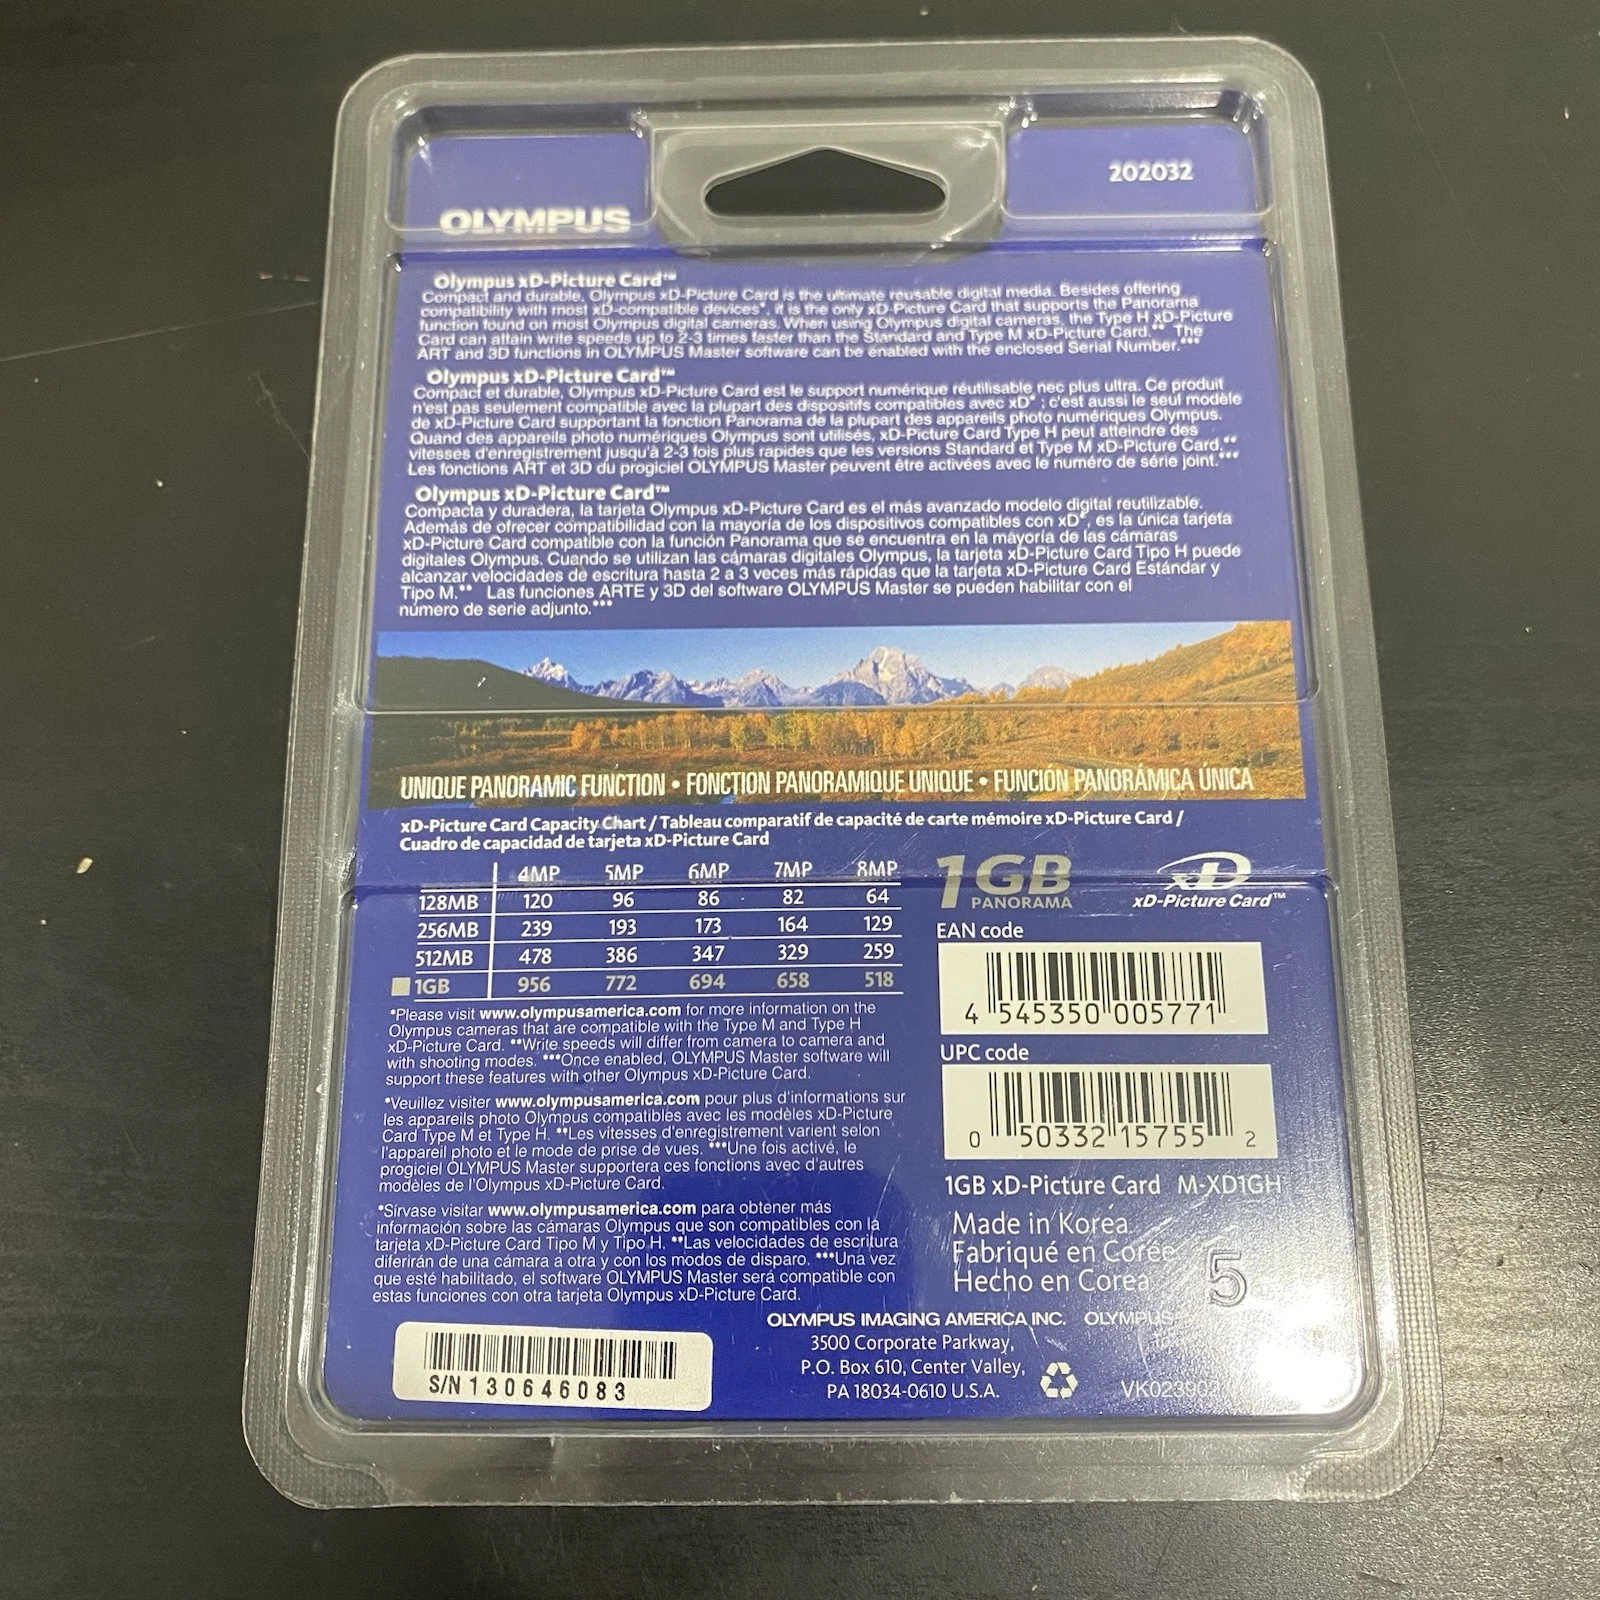 202032
OLYMPUS
Olympus xD-Picture Card™
Compact and durable, Olympus xD-Picture Card is the ultimate reusable digital media. Besides offering
compatibility with most xD-compatible devices*, it is the only xD-Picture Card that supports the Panorama
function found on most Olympus digital cameras. When using Olympus digital cameras, the Type H xD-Picture
Card can attain write speeds up to 2-3 times faster than the Standard and Type M xD-Picture Card.** The
ART and 3D functions in OLYMPUS Master software can be enabled with the enclosed Serial Number.***
Olympus xD-Picture Card™
Compact et durable, Olympus xD-Picture Card est le support numérique réutilisable nec plus ultra. Ce produit
n'est pas seulement compatible avec la plupart des dispositifs compatibles avec xD* ; c'est aussi le seul modèle
de xD-Picture Card supportant la fonction Panorama de la plupart des appareils photo numériques Olympus.
Quand des appareils photo numériques Olympus sont utilisés, xD-Picture Card Type H peut atteindre des
vitesses d'enregistrement jusqu'à 2-3 fois plus rapides que les versions Standard et Type M xD-Picture Card.**
Les fonctions ART et 3D du progiciel OLYMPUS Master peuvent être activées avec le numéro de série joint.***
Olympus xD-Picture Card™
Compacta y duradera, la tarjeta Olympus xD-Picture Card es el más avanzado modelo digital reutilizable.
Además de ofrecer compatibilidad con la mayoría de los dispositivos compatibles con xD*, es la única tarjeta
xD-Picture Card compatible con la función Panorama que se encuentra en la mayoría de las cámaras
digitales Olympus. Cuando se utilizan las cámaras digitales Olympus, la tarjeta xD-Picture Card Tipo H puede
alcanzar velocidades de escritura hasta 2 a 3 veces más rápidas que la tarjeta xD-Picture Card Estándar y
Tipo M.** Las funciones ARTE y 3D del software OLYMPUS Master se pueden habilitar con el
número de serie adjunto.***
UNIQUE PANORAMIC FUNCTION • FONCTION PANORAMIQUE UNIQUE • FUNCIÓN PANORÁMICA ÚNICA
xD-Picture Card Capacity Chart / Tableau comparatif de capacité de carte mémoire xD-Picture Card /
Cuadro de capacidad de tarjeta xD-Picture Card
4MP 5MP 6MP 7MP 8MP
128MB 120 96 86 82 64
256MB 239 193 173 164 129
512MB 478 386 347 329 259
1GB 956 772 694 658 518
*Please visit www.olympusamerica.com for more information on the
Olympus cameras that are compatible with the Type M and Type H
xD-Picture Card. **Write speeds will differ from camera to camera and
with shooting modes. ***Once enabled, OLYMPUS Master software will
support these features with other Olympus xD-Picture Card.
*Veuillez visiter www.olympusamerica.com pour plus d'informations sur
les appareils photo Olympus compatibles avec les modèles xD-Picture
Card Type M et Type H. **Les vitesses d'enregistrement varient selon
l'appareil photo et le mode de prise de vues. ***Une fois activé, le
progiciel OLYMPUS Master supportera ces fonctions avec d'autres
modèles de l'Olympus xD-Picture Card.
*Sírvase visitar www.olympusamerica.com para obtener más
información sobre las cámaras Olympus que son compatibles con la
tarjeta xD-Picture Card Tipo M y Tipo H. **Las velocidades de escritura
diferirán de una cámara a otra y con los modos de disparo. ***Una vez
que esté habilitado, el software OLYMPUS Master será compatible con
estas funciones con otra tarjeta Olympus xD-Picture Card.
1GB
PANORAMA
xD
xD-Picture Card™
EAN code
4 545350 005771
UPC code
0 50332 15755 2
1GB xD-Picture Card M-XD1GH
Made in Korea
Fabriqué en Corée
Hecho en Corea
5
S/N 130646083
OLYMPUS IMAGING AMERICA INC. OLYMPUS
3500 Corporate Parkway,
P.O. Box 610, Center Valley,
PA 18034-0610 U.S.A.